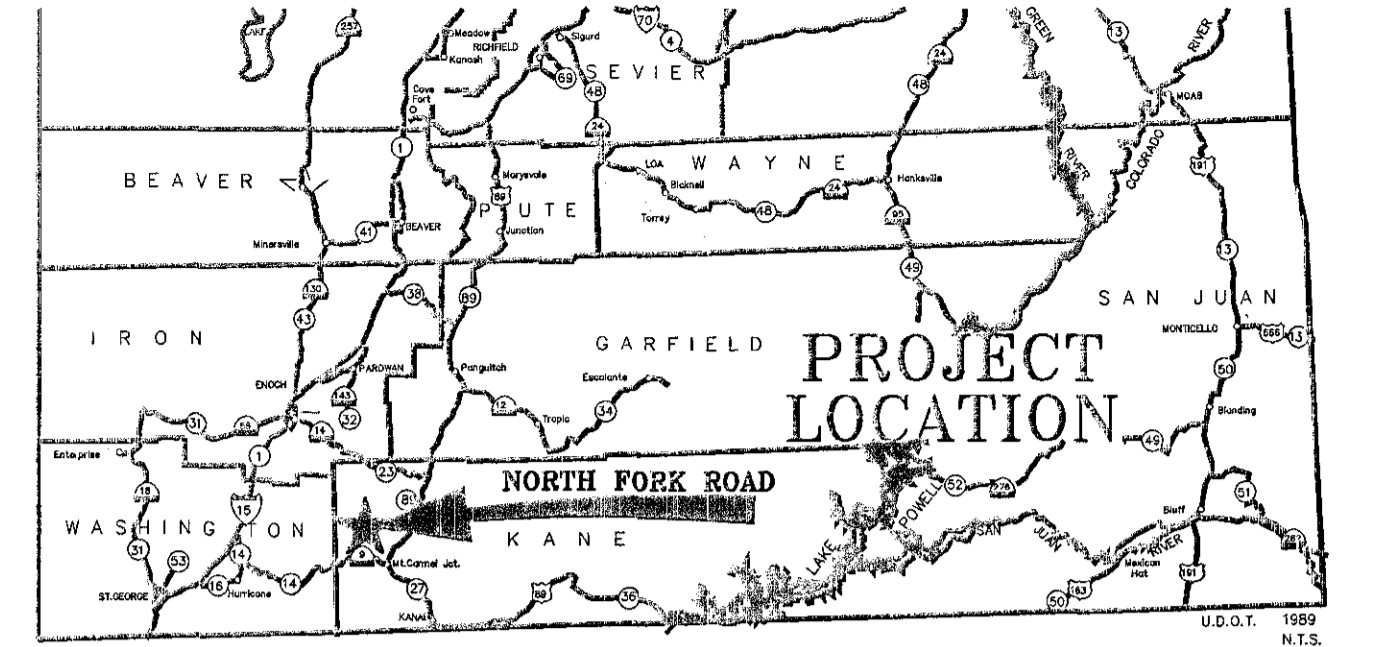 LAKE
257
Meadow
RICHFIELD
Kanosh
Sigurd
70
4
69
SEVIER
48
24
Cove
Fort
1
24
48
GREEN
RIVER
13
RIVER
MOAB
COLORADO
191
BEAVER
Marysvale
89
PIUTE
Junction
WAYNE
LOA
Bicknell
Torrey
48
24
Hanksville
95
49
Minersville
41
BEAVER
130
43
38
89
13
SAN JUAN
MONTICELLO
666
13
IRON
GARFIELD
PROJECT
LOCATION
PAROWAN
Panguitch
Escalante
ENOCH
143
32
12
Tropic
34
50
Blanding
31
56
14
1
49
Enterprise
23
NORTH FORK ROAD
18
15
89
52
276
51
POWELL
LAKE
WASHINGTON
KANE
SAN JUAN
RIVER
Bluff
262
31
53
14
9
Mt.Carmel Jct.
Mexican
Hat
ST.GEORGE
16
Hurricane
14
27
KANAB
89
36
50
163
191
U.D.O.T. 1989
N.T.S.